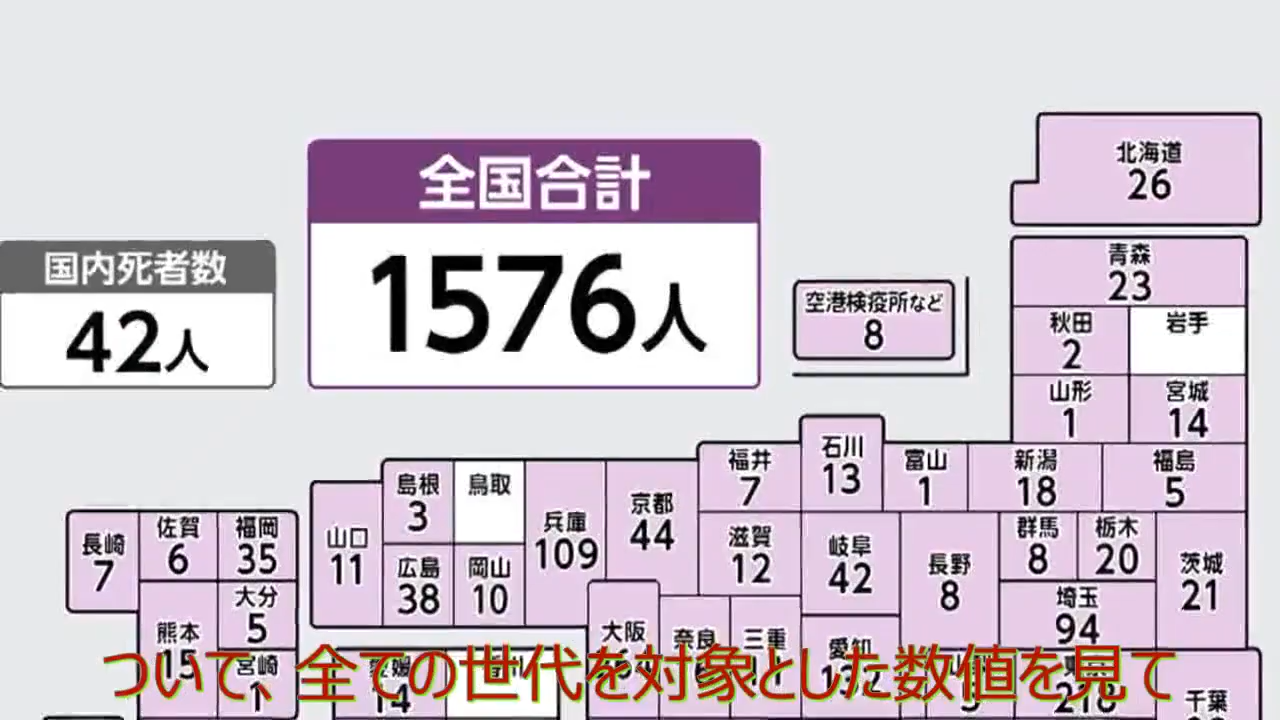 全国合計
1576人
国内死者数
42人
空港検疫所など
8
北海道
26
青森
23
秋田
2
岩手
山形
1
宮城
14
石川
13
福井
7
富山
1
新潟
18
福島
5
島根
3
鳥取
兵庫
109
京都
44
滋賀
12
岐阜
42
長野
8
群馬
8
栃木
20
茨城
21
長崎
7
佐賀
6
福岡
35
山口
11
広島
38
岡山
10
大分
5
埼玉
94
熊本
15
宮崎
1
大阪
奈良
三重
愛知
愛媛
14
千葉
ついて、全ての世代を対象とした数値を見て